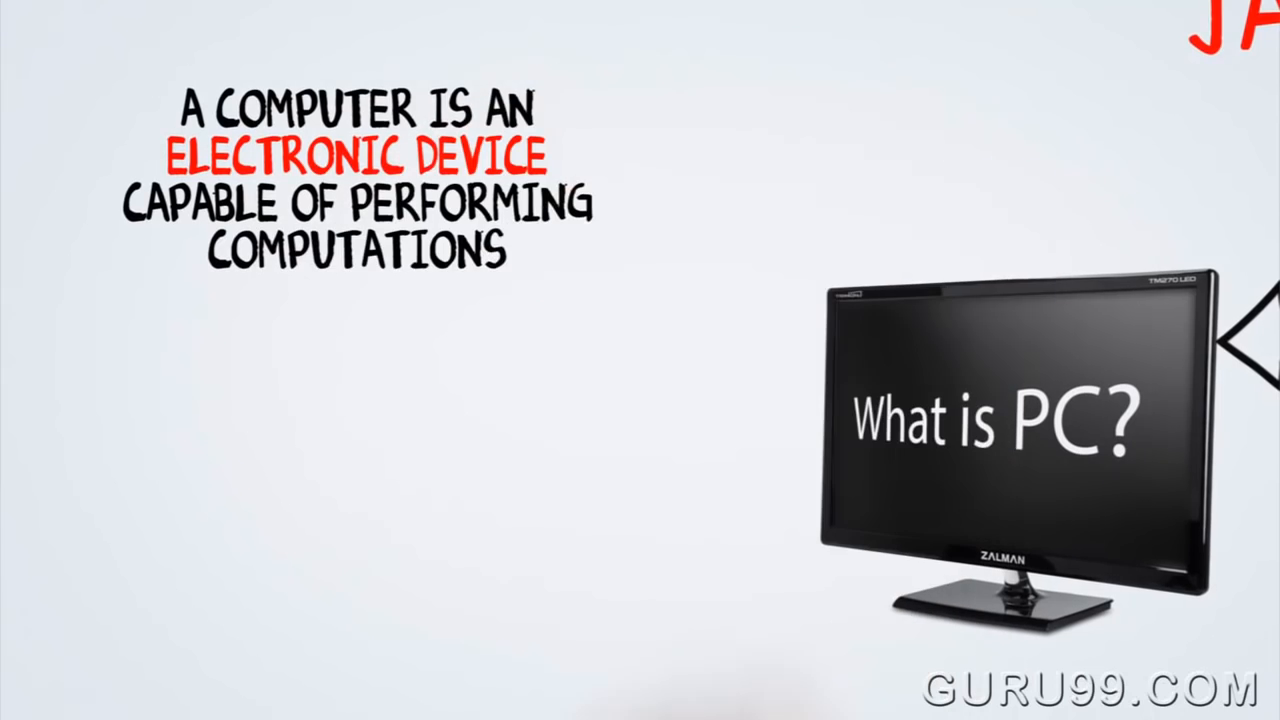 A COMPUTER IS AN
ELECTRONIC DEVICE
CAPABLE OF PERFORMING
COMPUTATIONS
JA
TM270 LED
What is PC?
ZALMAN
GURU99.COM